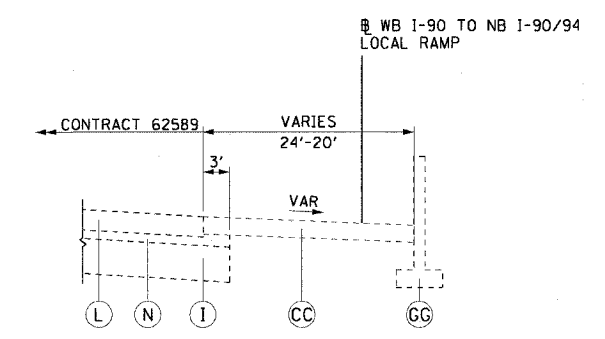 ℄ WB I-90 TO NB I-90/94
LOCAL RAMP
CONTRACT 62589
VARIES
24'-20'
3'
VAR
L
N
I
CC
GG